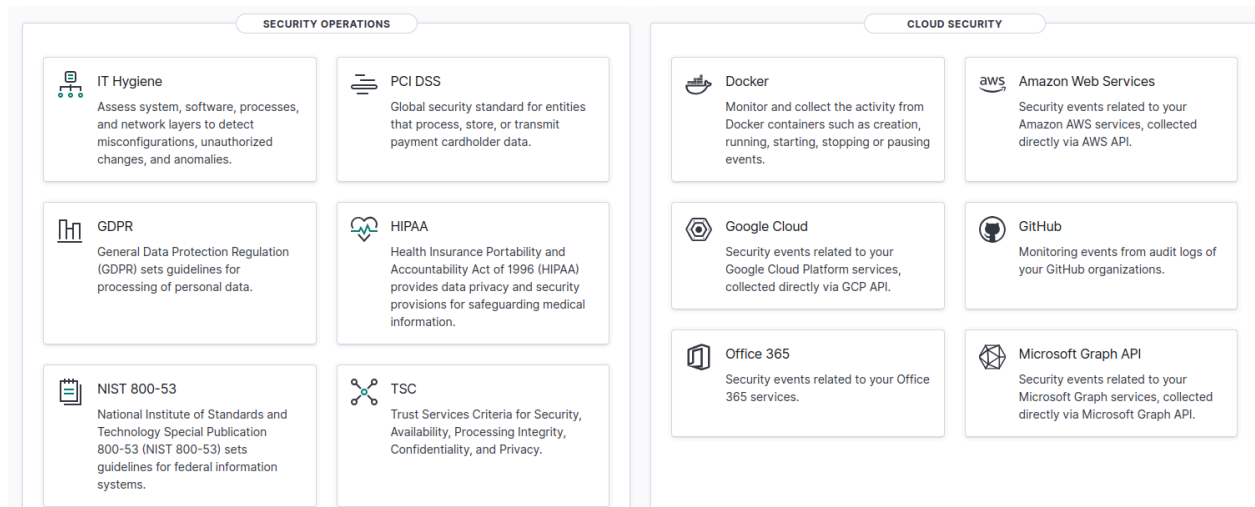 SECURITY OPERATIONS
IT Hygiene
Assess system, software, processes,
and network layers to detect
misconfigurations, unauthorized
changes, and anomalies.
PCI DSS
Global security standard for entities
that process, store, or transmit
payment cardholder data.
GDPR
General Data Protection Regulation
(GDPR) sets guidelines for
processing of personal data.
HIPAA
Health Insurance Portability and
Accountability Act of 1996 (HIPAA)
provides data privacy and security
provisions for safeguarding medical
information.
NIST 800-53
National Institute of Standards and
Technology Special Publication
800-53 (NIST 800-53) sets
guidelines for federal information
systems.
TSC
Trust Services Criteria for Security,
Availability, Processing Integrity,
Confidentiality, and Privacy.
CLOUD SECURITY
Docker
Monitor and collect the activity from
Docker containers such as creation,
running, starting, stopping or pausing
events.
aws
Amazon Web Services
Security events related to your
Amazon AWS services, collected
directly via AWS API.
Google Cloud
Security events related to your
Google Cloud Platform services,
collected directly via GCP API.
GitHub
Monitoring events from audit logs of
your GitHub organizations.
Office 365
Security events related to your Office
365 services.
Microsoft Graph API
Security events related to your
Microsoft Graph services, collected
directly via Microsoft Graph API.